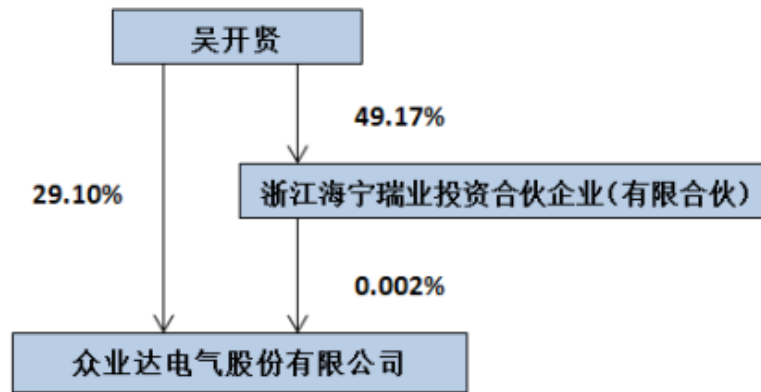 吴开贤
49.17%
29.10%
浙江海宁瑞业投资合伙企业(有限合伙)
0.002%
众业达电气股份有限公司